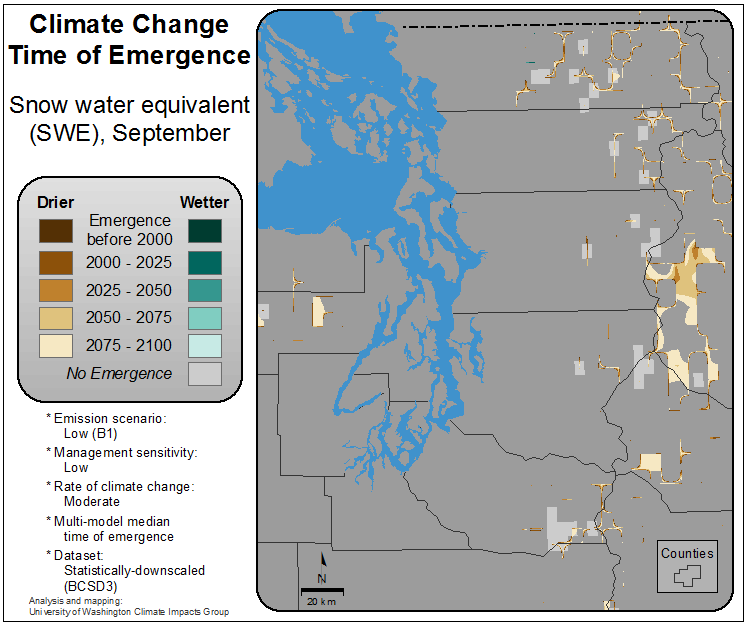 Climate Change
Time of Emergence
Snow water equivalent
(SWE), September
Drier
Wetter
Emergence
before 2000
2000 - 2025
2025 - 2050
2050 - 2075
2075 - 2100
No Emergence
* Emission scenario:
Low (B1)
* Management sensitivity:
Low
* Rate of climate change:
Moderate
* Multi-model median
time of emergence
* Dataset:
Statistically-downscaled
(BCSD3)
Analysis and mapping:
University of Washington Climate Impacts Group
N
20 km
Counties